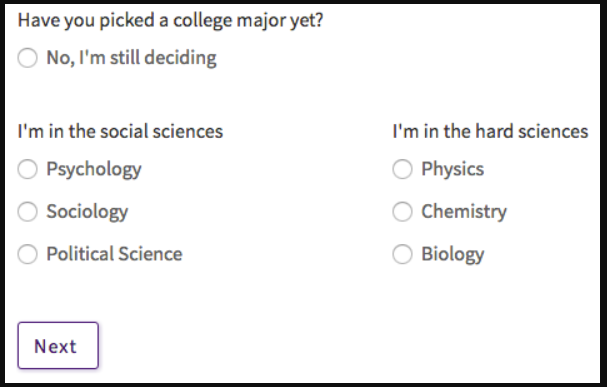 Have you picked a college major yet?
No, I'm still deciding
I'm in the social sciences
Psychology
Sociology
Political Science
I'm in the hard sciences
Physics
Chemistry
Biology
Next